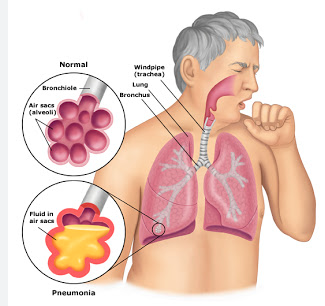 Normal
Windpipe
(trachea)
Lung
Bronchus
Bronchiole
Air sacs
(alveoli)
Fluid in
air sacs
Pneumonia